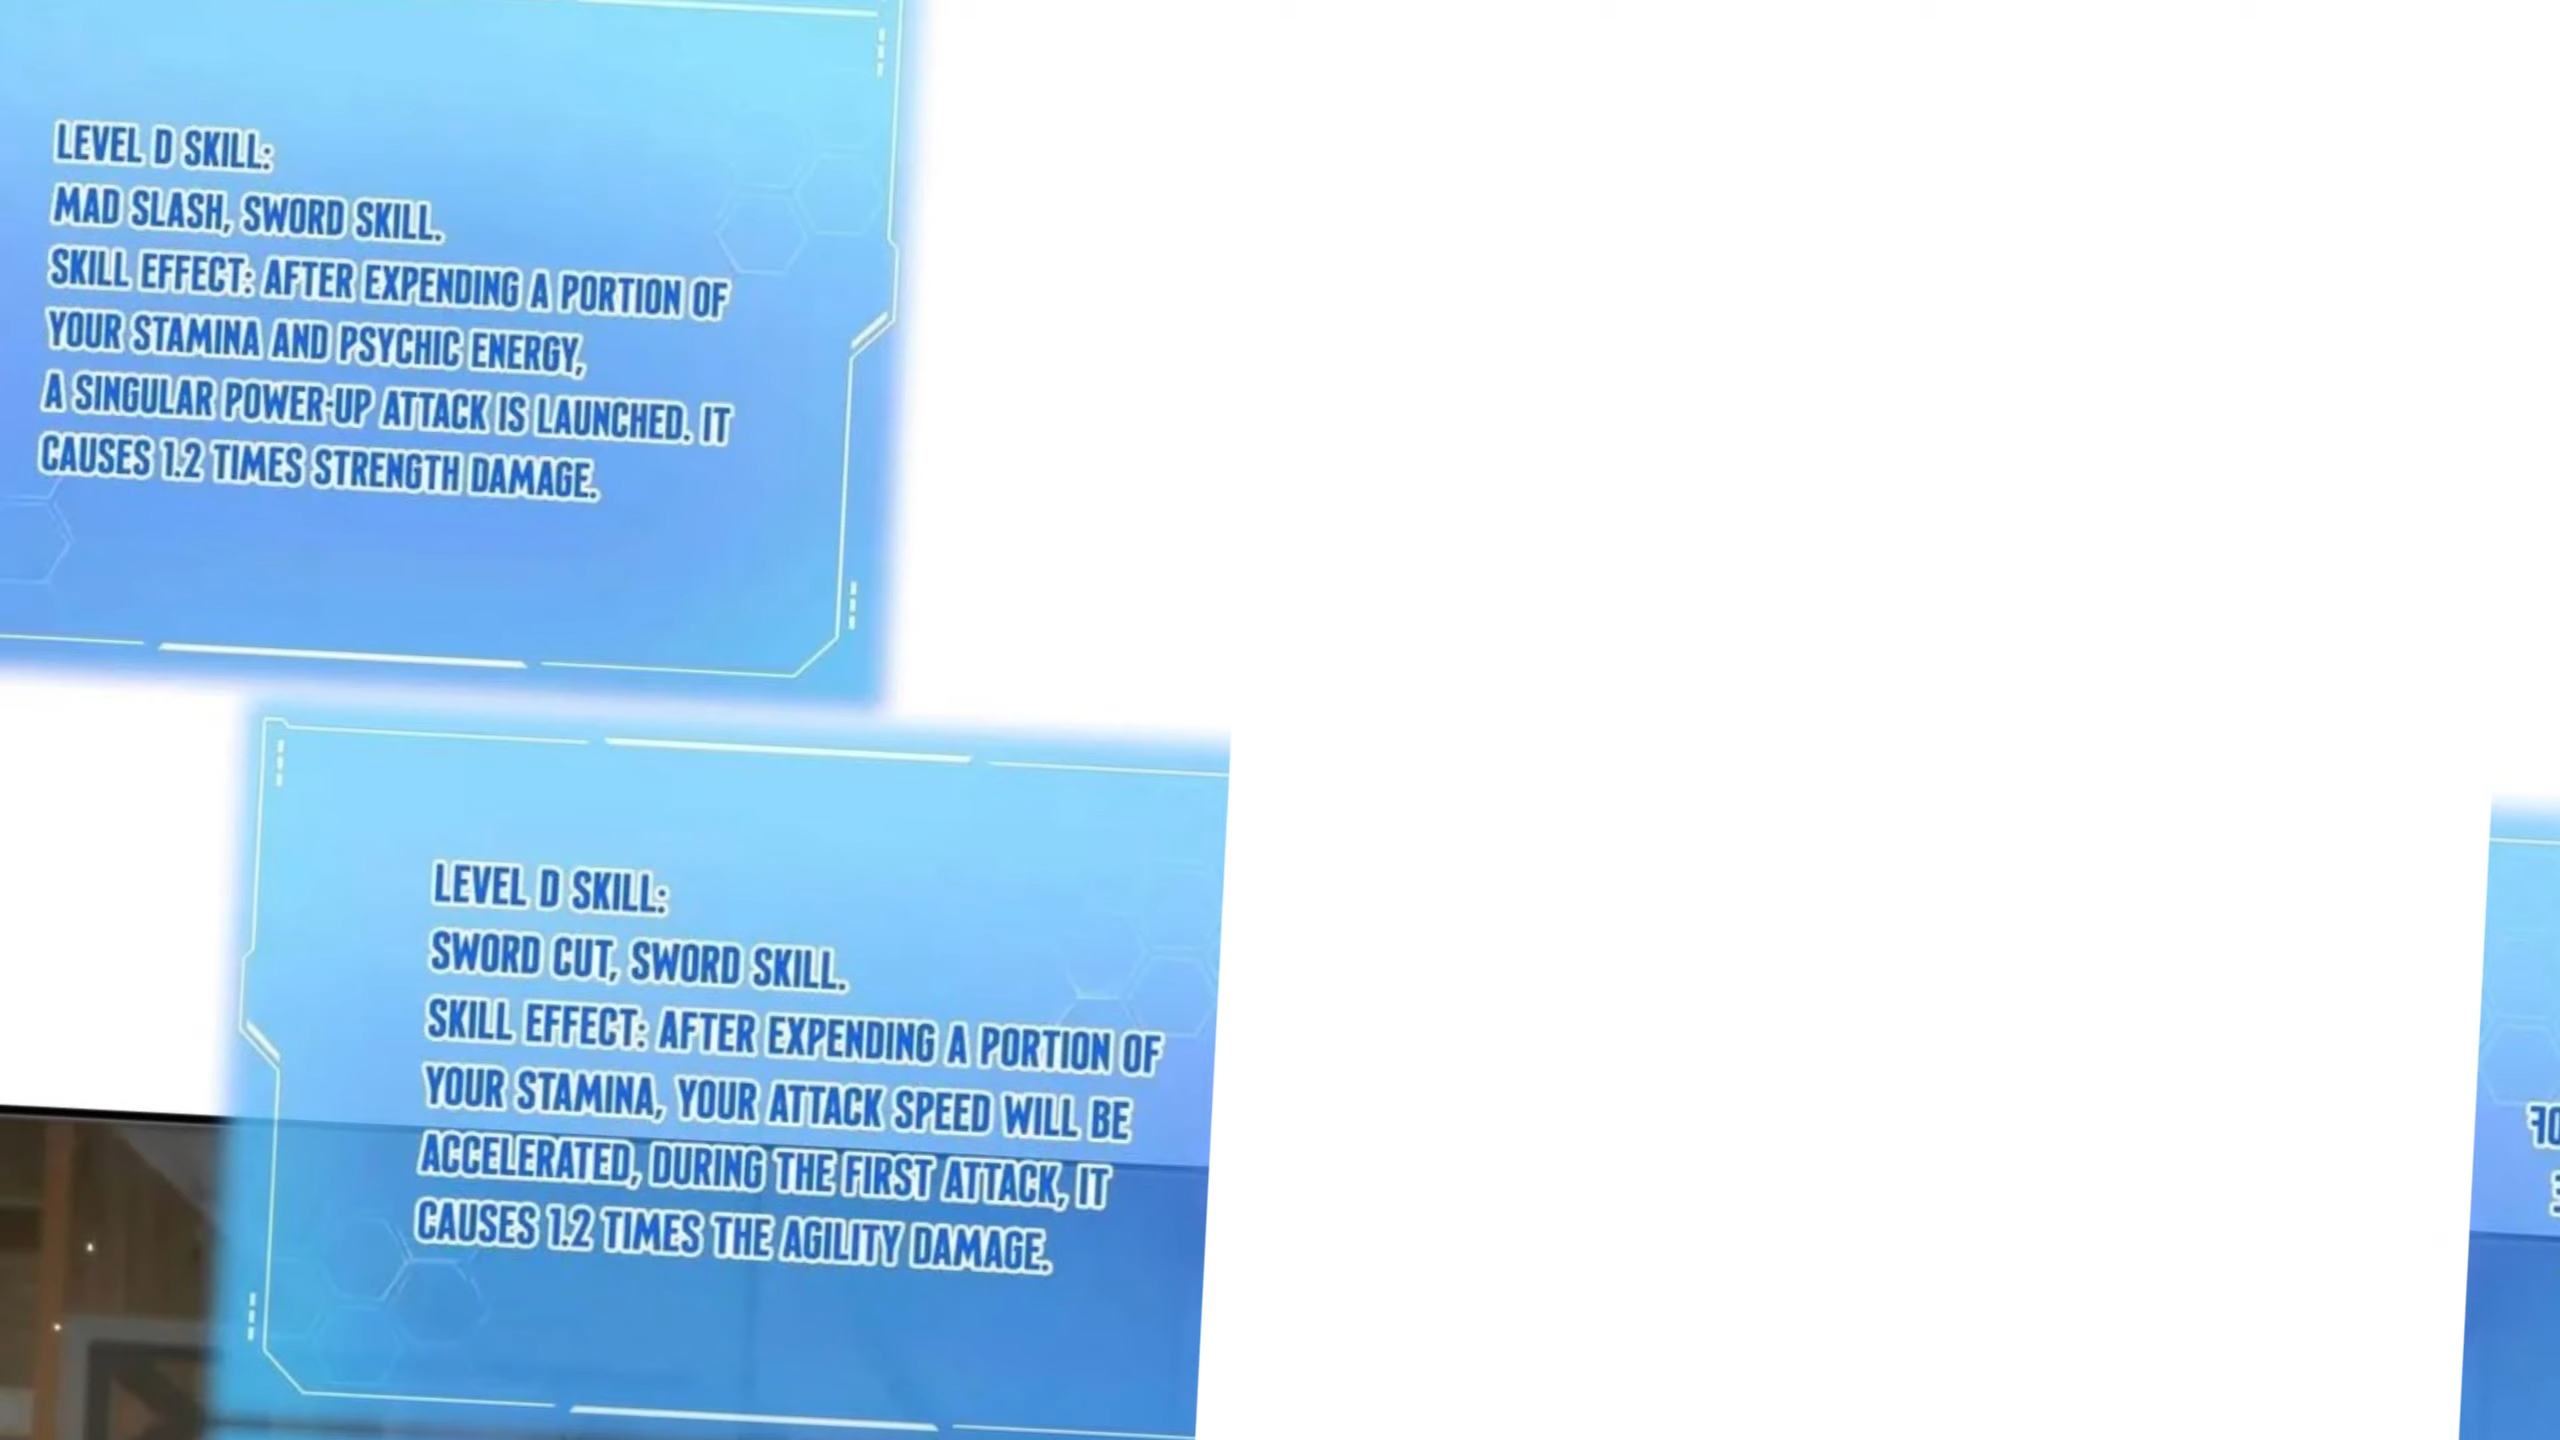 LEVEL D SKILL:
MAD SLASH, SWORD SKILL.
SKILL EFFECT: AFTER EXPENDING A PORTION OF
YOUR STAMINA AND PSYCHIC ENERGY,
A SINGULAR POWER-UP ATTACK IS LAUNCHED. IT
CAUSES 1.2 TIMES STRENGTH DAMAGE.
LEVEL D SKILL:
SWORD CUT, SWORD SKILL.
SKILL EFFECT: AFTER EXPENDING A PORTION OF
YOUR STAMINA, YOUR ATTACK SPEED WILL BE
ACCELERATED, DURING THE FIRST ATTACK, IT
CAUSES 1.2 TIMES THE AGILITY DAMAGE.